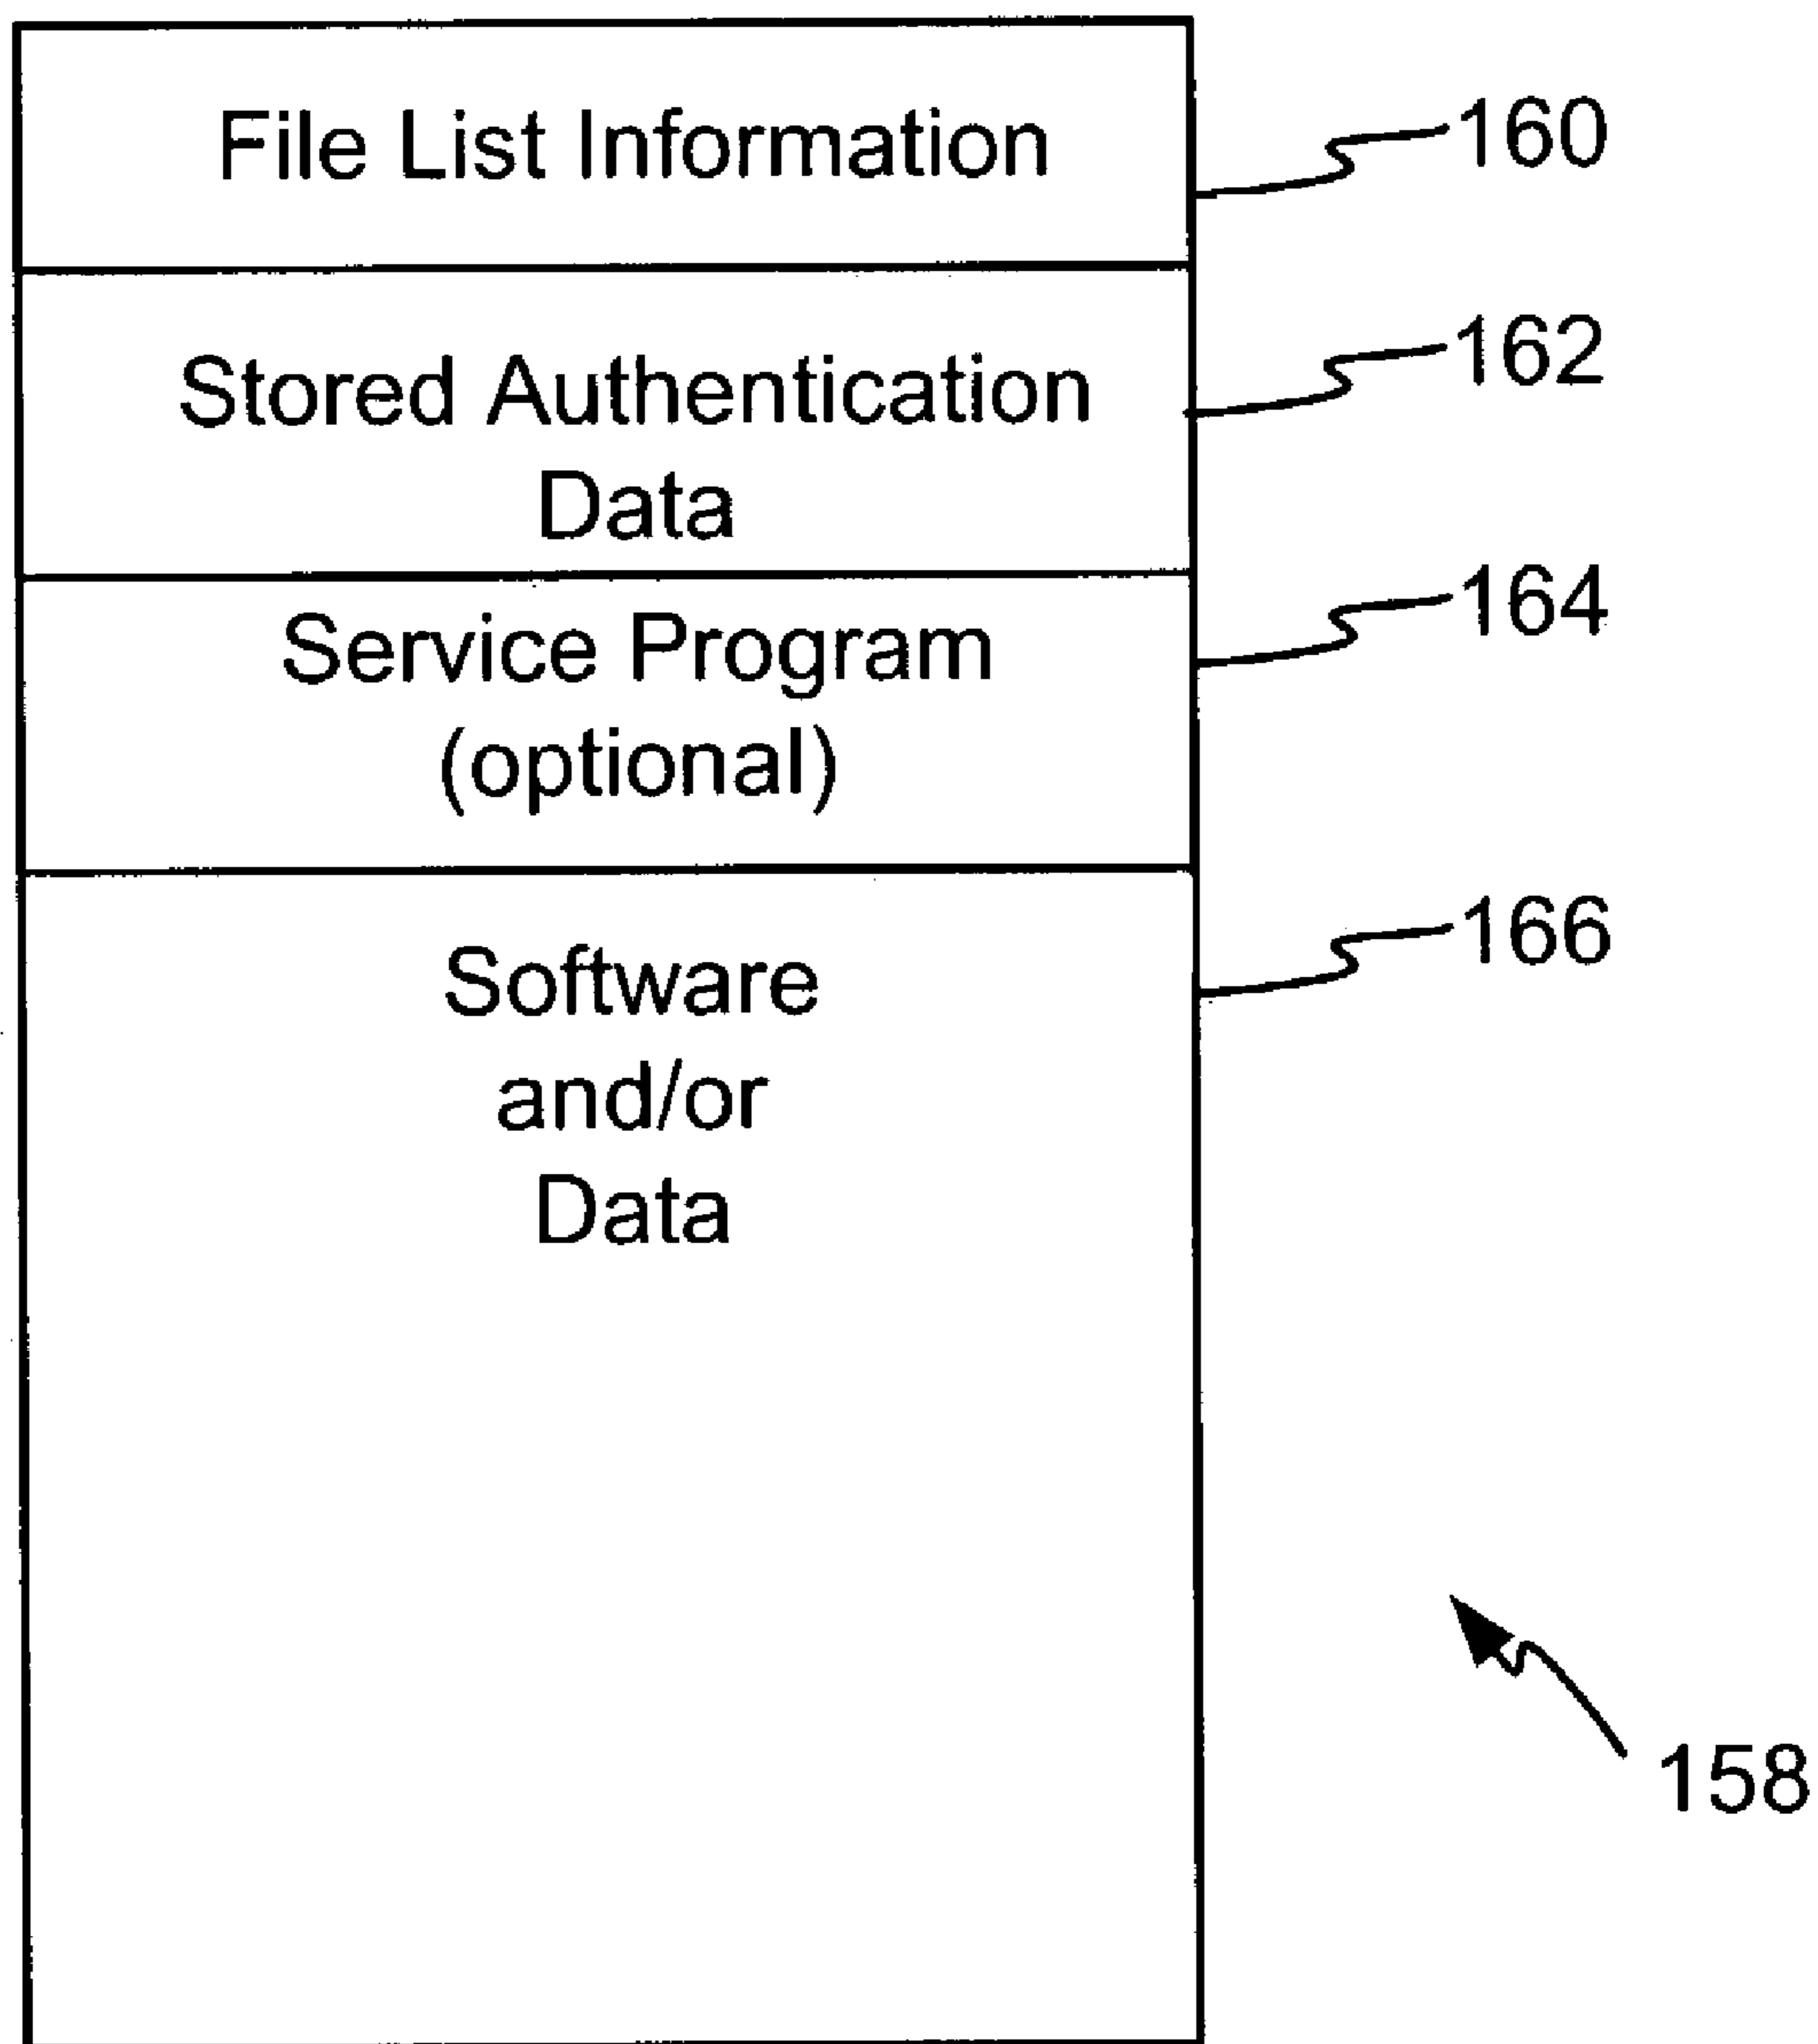 File List Information
160
Stored Authentication
Data
162
Service Program
(optional)
164
Software
and/or
Data
166
158